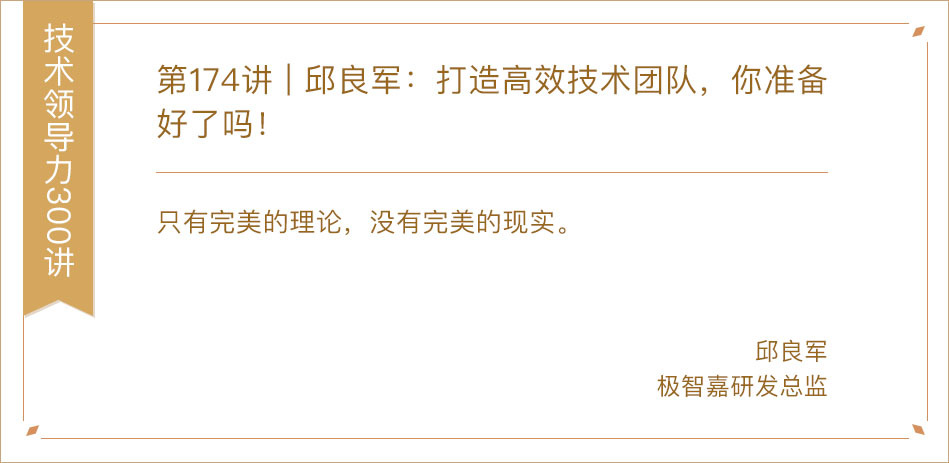 技术领导力300讲
第174讲 | 邱良军：打造高效技术团队，你准备
好了吗！
只有完美的理论，没有完美的现实。
邱良军
极智嘉研发总监